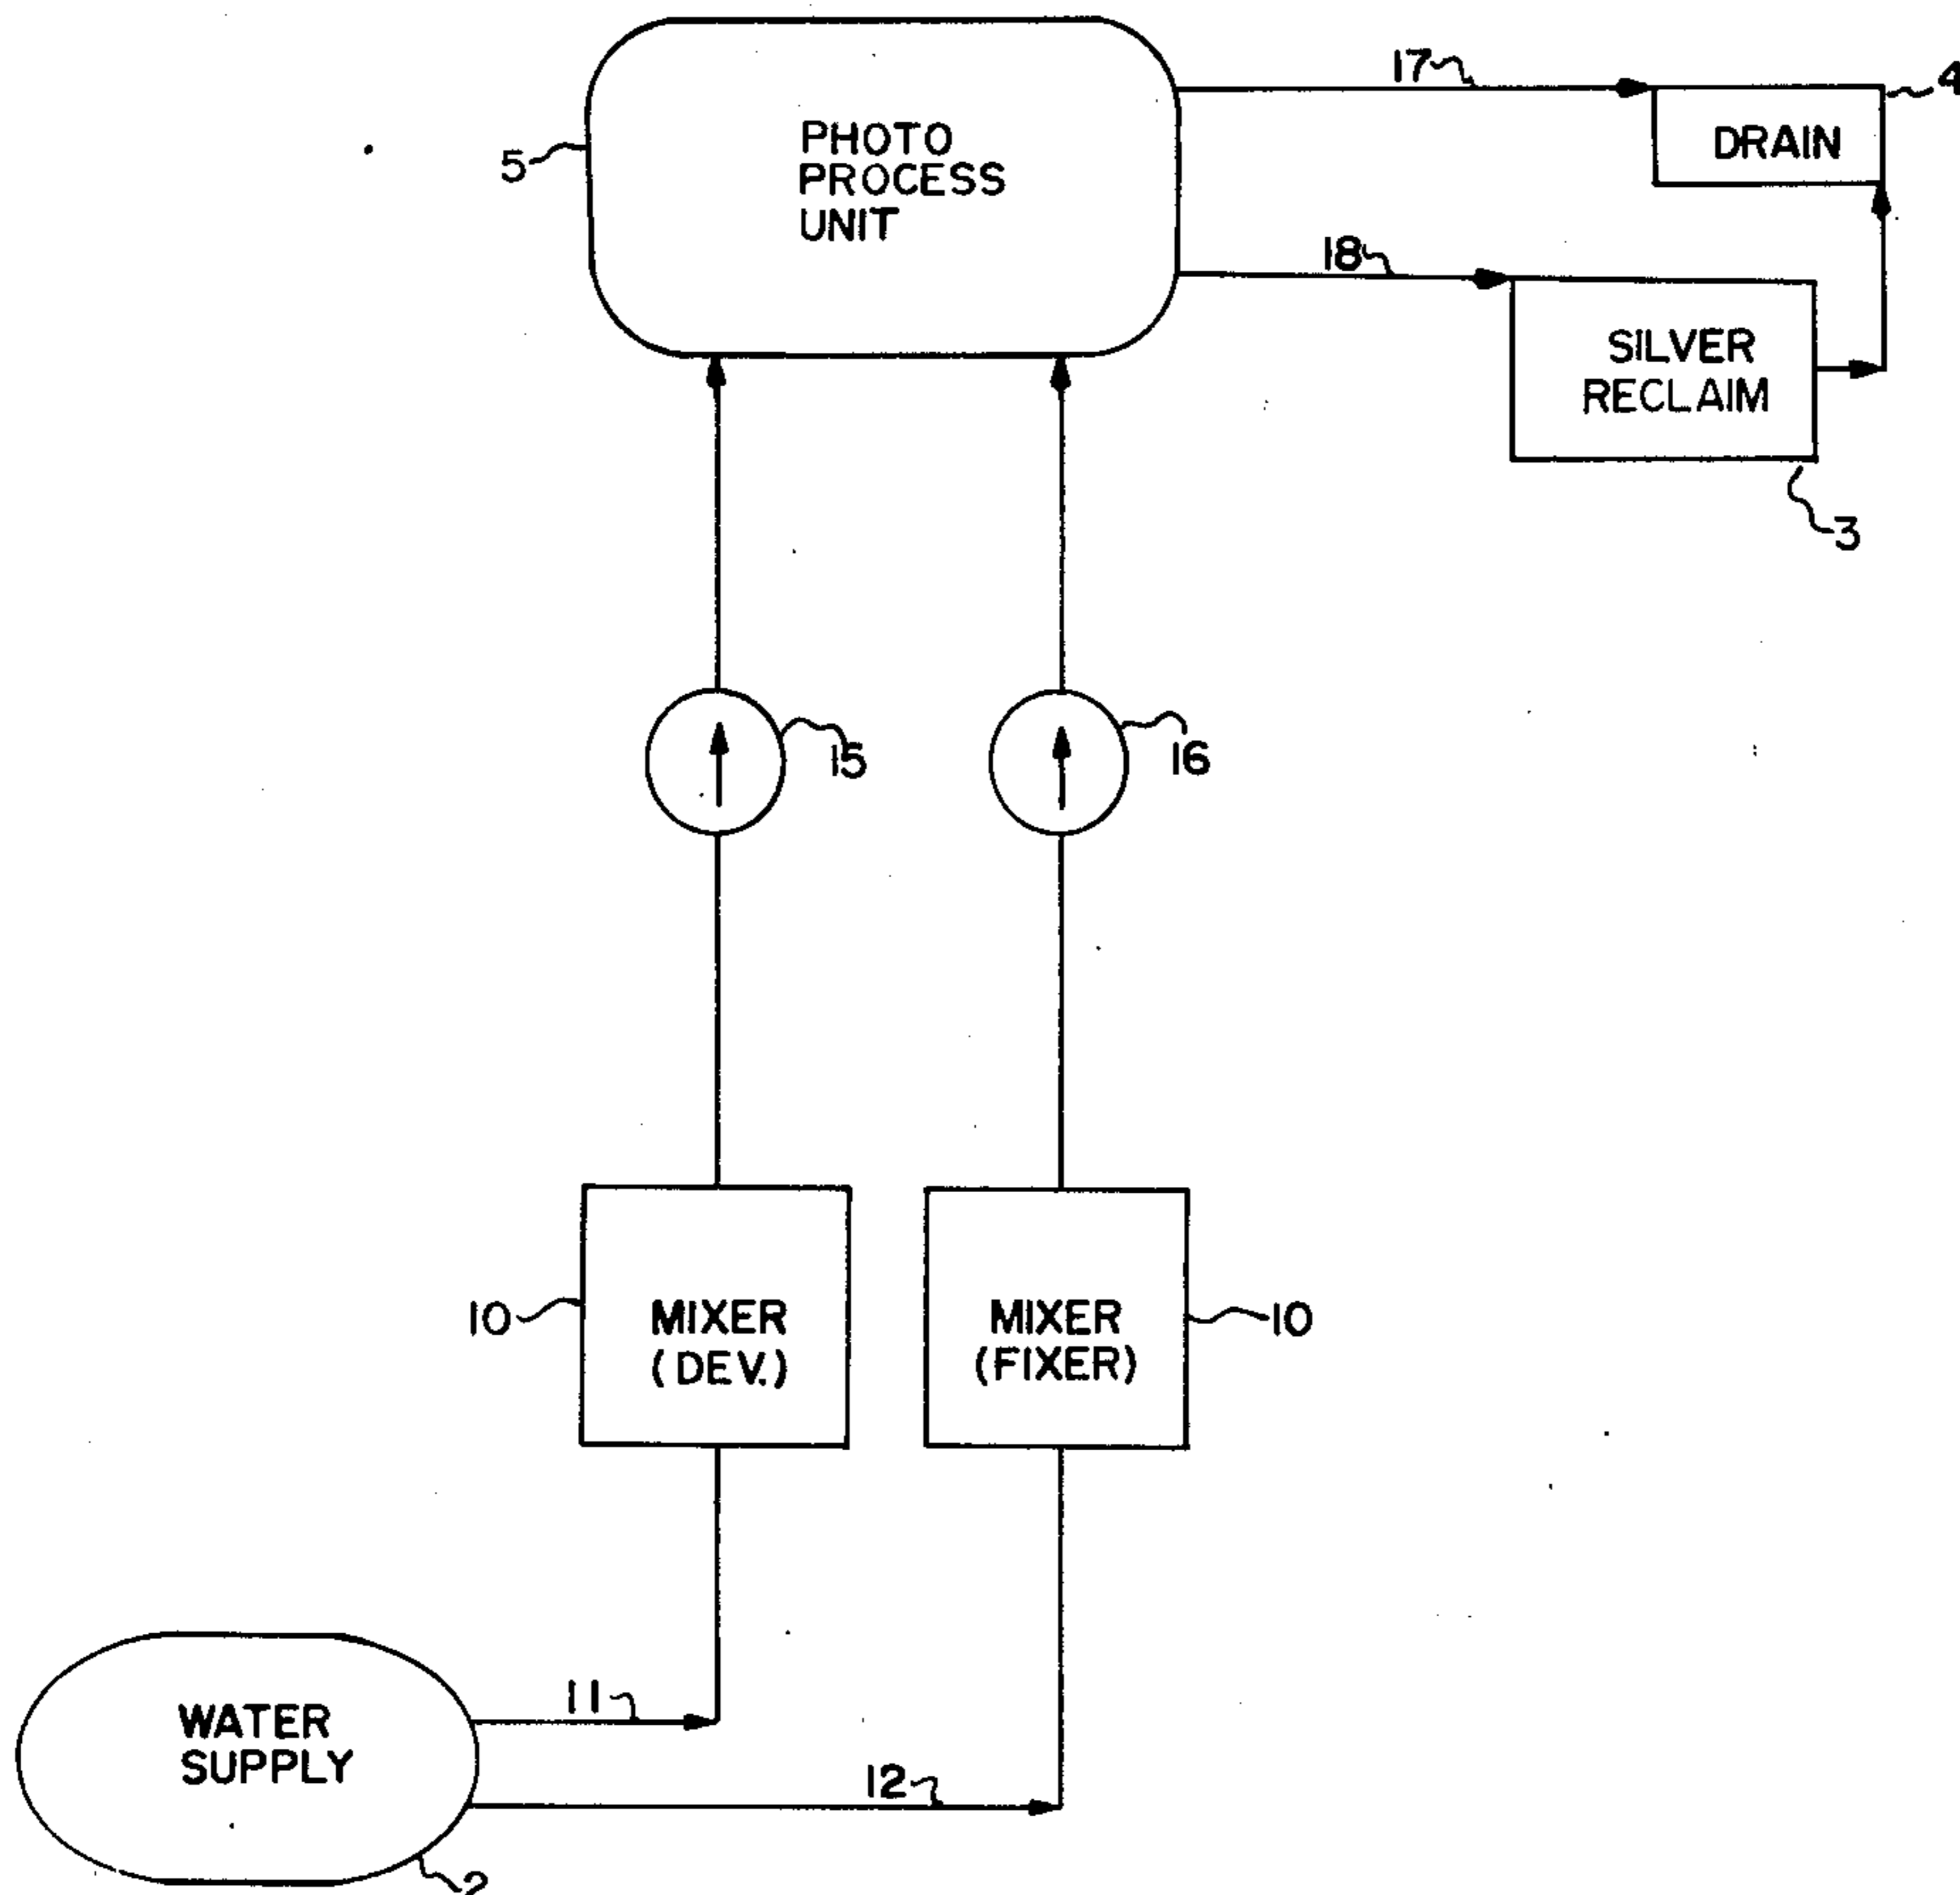 17
4
5
PHOTO
PROCESS
UNIT
DRAIN
18
SILVER
RECLAIM
3
15
16
10
MIXER
(DEV.)
MIXER
(FIXER)
10
11
WATER
SUPPLY
12
2